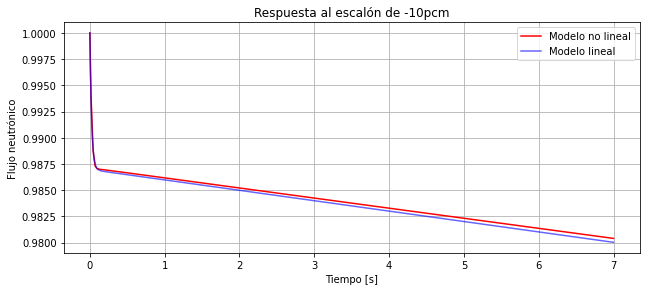 Respuesta al escalón de -10pcm
Modelo no lineal
Modelo lineal
Flujo neutrónico
1.0000
0.9975
0.9950
0.9925
0.9900
0.9875
0.9850
0.9825
0.9800
0 1 2 3 4 5 6 7
Tiempo [s]